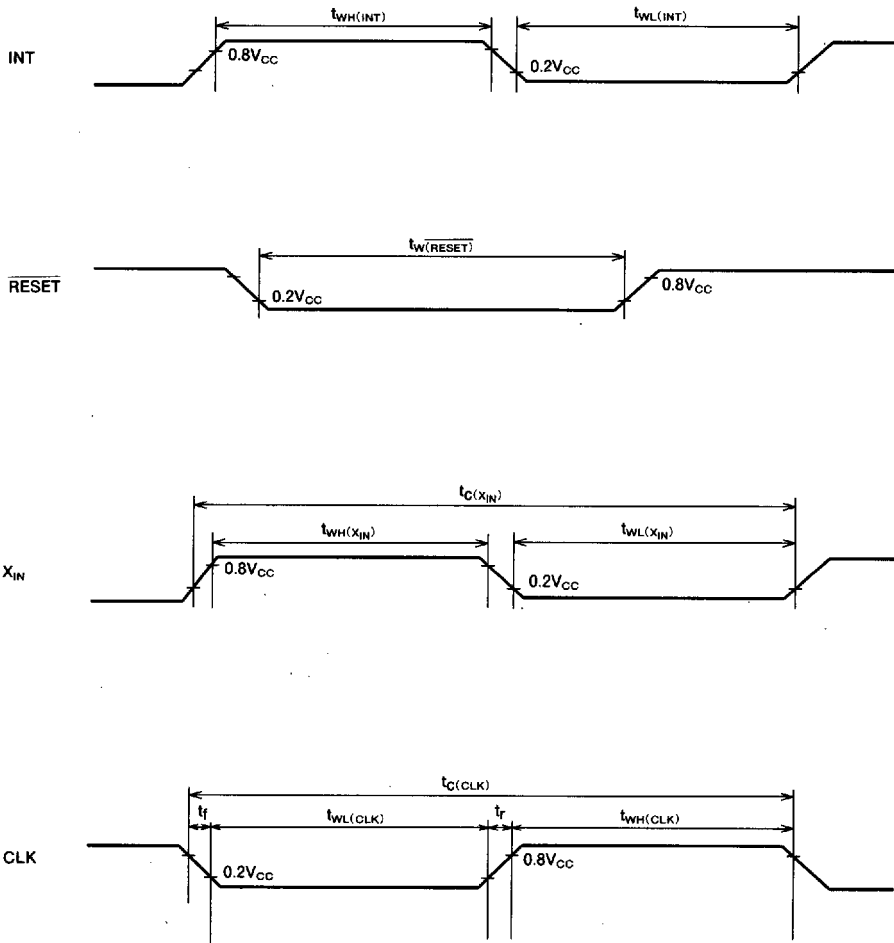 tWH(INT) tWL(INT)
INT
0.8VCC 0.2VCC
tW(RESET)
RESET
0.2VCC 0.8VCC
tC(XIN)
tWH(XIN) tWL(XIN)
XIN
0.8VCC 0.2VCC
tC(CLK)
tf tWL(CLK) tr tWH(CLK)
CLK
0.2VCC 0.8VCC